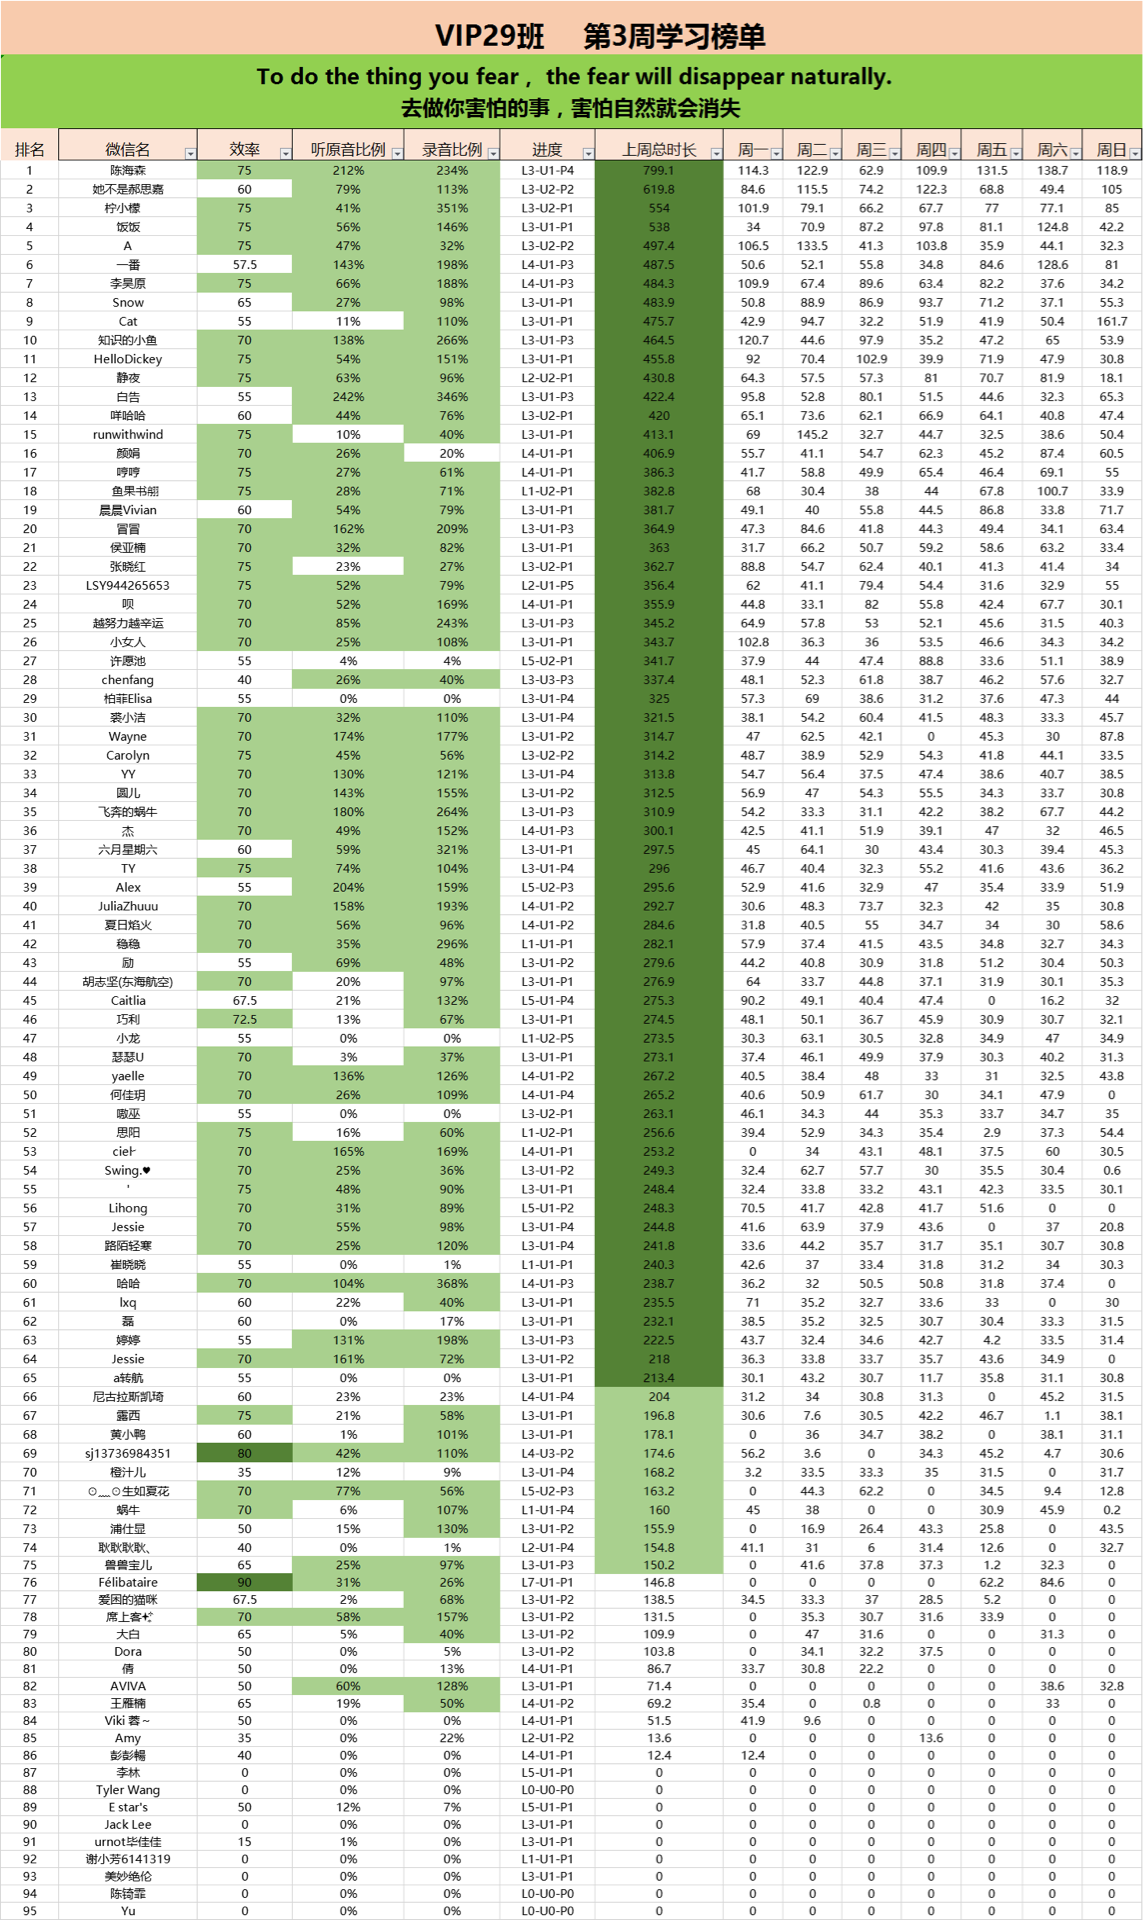 VIP29班 第3周学习榜单
To do the thing you fear , the fear will disappear naturally.
去做你害怕的事，害怕自然就会消失
排名 微信名 效率 听原音比例 录音比例 进度 上周总时长 周一 周二 周三 周四 周五 周六 周日
1 陈海森 75 212% 234% L3-U1-P4 799.1 114.3 122.9 62.9 109.9 131.5 138.7 118.9
2 她不是郝思嘉 60 79% 113% L3-U2-P2 619.8 84.6 115.5 74.2 122.3 68.8 49.4 105
3 柠小檬 75 41% 351% L3-U2-P1 554 101.9 79.1 66.2 67.7 77 77.1 85
4 饭饭 75 56% 146% L3-U1-P1 538 34 70.9 87.2 97.8 81.1 124.8 42.2
5 A 75 47% 32% L3-U2-P2 497.4 106.5 133.5 41.3 103.8 35.9 44.1 32.3
6 一番 57.5 143% 198% L4-U1-P3 487.5 50.6 52.1 55.8 34.8 84.6 128.6 81
7 李昊原 75 66% 188% L4-U1-P3 484.3 109.9 67.4 89.6 63.4 82.2 37.6 34.2
8 Snow 65 27% 98% L3-U1-P1 483.9 50.8 88.9 86.9 93.7 71.2 37.1 55.3
9 Cat 55 11% 110% L3-U1-P1 475.7 42.9 94.7 32.2 51.9 41.9 50.4 161.7
10 知识的小鱼 70 138% 266% L3-U1-P3 464.5 120.7 44.6 97.9 35.2 47.2 65 53.9
11 HelloDickey 75 54% 151% L3-U1-P1 455.8 92 70.4 102.9 39.9 71.9 47.9 30.8
12 静夜 75 63% 96% L2-U2-P1 430.8 64.3 57.5 57.3 81 70.7 81.9 18.1
13 白告 55 242% 346% L3-U1-P1 422.4 95.8 52.8 80.1 51.5 44.6 32.3 65.3
14 咩哈哈 60 44% 76% L3-U2-P1 420 65.1 73.6 62.1 66.9 64.1 40.8 47.4
15 runwithwind 75 10% 40% L3-U1-P1 413.1 69 145.2 32.7 44.7 32.5 38.6 50.4
16 颜娟 70 26% 20% L4-U1-P1 406.9 55.7 41.1 54.7 62.3 45.2 87.4 60.5
17 哼哼 75 27% 61% L4-U1-P1 386.3 41.7 58.8 49.9 65.4 46.4 69.1 55
18 鱼果书翮 75 28% 71% L1-U2-P1 382.8 68 30.4 38 44 67.8 100.7 33.9
19 晨晨Vivian 60 54% 79% L3-U1-P1 381.7 49.1 40 55.8 44.5 86.8 33.8 71.7
20 冒冒 70 162% 209% L3-U1-P3 364.9 47.3 84.6 41.8 44.3 49.4 34.1 63.4
21 侯亚楠 70 32% 82% L3-U1-P1 363 31.7 66.2 50.7 59.2 58.6 63.2 33.4
22 张晓红 75 23% 27% L3-U2-P1 362.7 88.8 54.7 62.4 40.1 41.3 41.4 34
23 LSY944265653 75 52% 79% L2-U1-P5 356.4 62 41.1 79.4 54.4 31.6 32.9 55
24 呗 70 52% 169% L4-U1-P1 355.9 44.8 33.1 82 55.8 42.4 67.7 30.1
25 越努力越幸运 70 85% 243% L3-U1-P1 345.2 64.9 57.8 53 52.1 45.6 31.5 40.3
26 小女人 70 25% 108% L3-U1-P1 343.7 102.8 36.3 36 53.5 46.6 34.3 34.2
27 许愿池 55 4% 4% L5-U2-P1 341.7 37.9 44 47.4 88.8 33.6 51.1 38.9
28 chenfang 40 26% 40% L3-U3-P3 337.4 48.1 52.3 61.8 38.7 46.2 57.6 32.7
29 柏菲Elisa 55 0% 0% L3-U1-P4 325 57.3 69 38.6 31.2 37.6 47.3 44
30 裘小洁 70 32% 110% L3-U1-P4 321.5 38.1 54.2 60.4 41.5 48.3 33.3 45.7
31 Wayne 70 174% 177% L3-U1-P2 314.7 47 62.5 42.1 0 45.3 30 87.8
32 Carolyn 75 45% 56% L3-U2-P2 314.2 48.7 38.9 52.9 54.3 41.8 44.1 33.5
33 YY 70 130% 121% L3-U1-P4 313.8 54.7 56.4 37.5 47.4 38.6 40.7 38.5
34 圆儿 70 143% 155% L3-U1-P2 312.5 56.9 47 54.3 55.5 34.3 33.7 30.8
35 飞奔的蜗牛 70 180% 264% L3-U1-P3 310.9 54.2 33.3 31.1 42.2 38.2 67.7 44.2
36 杰 70 49% 152% L4-U1-P3 300.1 42.5 41.1 51.9 39.1 47 32 46.5
37 六月星期六 60 59% 321% L3-U1-P1 297.5 45 64.1 30 43.4 30.3 39.4 45.3
38 TY 75 74% 104% L3-U1-P4 296 46.7 40.4 32.3 55.2 41.6 43.6 36.2
39 Alex 55 204% 159% L5-U2-P3 295.6 52.9 41.6 32.9 47 35.4 33.9 51.9
40 JuliaZhuuu 70 158% 193% L4-U1-P2 292.7 30.6 48.3 73.7 32.3 42 35 30.8
41 夏日焰火 70 56% 96% L4-U1-P2 284.6 31.8 40.5 55 34.7 34 30 58.6
42 稳稳 70 35% 296% L1-U1-P1 282.1 57.9 37.4 41.5 43.5 34.8 32.7 34.3
43 励 55 69% 48% L3-U1-P2 279.6 44.2 40.8 30.9 31.8 51.2 30.4 50.3
44 胡志坚(东海航空) 70 20% 97% L3-U1-P1 276.9 64 33.7 44.8 37.1 31.9 30.1 35.3
45 Caitlia 67.5 21% 132% L5-U1-P4 275.3 90.2 49.1 40.4 47.4 0 16.2 32
46 巧利 72.5 13% 67% L3-U1-P1 274.5 48.1 50.1 36.7 45.9 30.9 30.7 32.1
47 小龙 55 0% 0% L1-U2-P5 273.5 30.3 63.1 30.5 32.8 34.9 47 34.9
48 瑟瑟U 70 3% 37% L3-U1-P1 273.1 37.4 46.1 49.9 37.9 30.3 40.2 31.3
49 yaelle 70 136% 126% L4-U1-P2 267.2 40.5 38.4 48 33 31 32.5 43.8
50 何佳玥 70 26% 109% L4-U1-P4 265.2 40.6 50.9 61.7 30 34.1 47.9 0
51 嗷巫 55 0% 0% L3-U2-P1 263.1 46.1 34.3 44 35.3 33.7 34.7 35
52 思阳 75 16% 60% L1-U2-P1 256.6 39.4 52.9 34.3 35.4 2.9 37.3 54.4
53 ciel 70 165% 169% L4-U1-P1 253.2 0 34 43.1 48.1 37.5 60 30.5
54 Swing.♥ 70 25% 36% L3-U1-P2 249.3 32.4 62.7 57.7 30 35.5 30.4 0.6
55 ' 75 48% 90% L3-U1-P1 248.4 32.4 33.8 33.2 43.1 42.3 33.5 30.1
56 Lihong 70 31% 89% L5-U1-P2 248.3 70.5 41.7 42.8 41.7 51.6 0 0
57 Jessie 70 55% 98% L3-U1-P4 244.8 41.6 63.9 37.9 43.6 0 37 20.8
58 路陌轻寒 70 25% 120% L3-U1-P4 241.8 33.6 44.2 35.7 31.7 35.1 30.7 30.8
59 崔晓晓 55 0% 1% L1-U1-P1 240.3 42.6 37 33.4 31.8 31.2 34 30.3
60 哈哈 70 104% 368% L4-U1-P3 238.7 36.2 32 50.5 50.8 31.8 37.4 0
61 lxq 60 22% 40% L3-U1-P1 235.5 71 35.2 32.7 33.6 33 0 30
62 磊 60 0% 17% L3-U1-P1 232.1 38.5 35.2 32.5 30.7 30.4 33.3 31.5
63 婷婷 55 131% 198% L3-U1-P3 222.5 43.7 32.4 34.6 42.7 4.2 33.5 31.4
64 Jessie 70 161% 72% L3-U1-P2 218 36.3 33.8 33.7 35.7 43.6 34.9 0
65 a转航 55 0% 0% L3-U1-P1 213.4 30.1 43.2 30.7 11.7 35.8 31.1 30.8
66 尼古拉斯凯琦 60 23% 23% L4-U1-P4 204 31.2 34 30.8 31.3 0 45.2 31.5
67 露西 75 21% 58% L3-U1-P1 196.8 30.6 7.6 30.5 42.2 46.7 1.1 38.1
68 黄小鸭 60 1% 101% L3-U1-P1 178.1 0 36 34.7 38.2 0 38.1 31.1
69 sj13736984351 80 42% 110% L4-U3-P2 174.6 56.2 3.6 0 34.3 45.2 4.7 30.6
70 橙汁儿 35 12% 9% L3-U1-P4 168.2 3.2 33.5 33.3 35 31.5 0 31.7
71 ⊙﹏⊙生如夏花 70 77% 56% L5-U2-P3 163.2 0 44.3 62.2 0 34.5 9.4 12.8
72 蜗牛 70 6% 107% L1-U1-P4 160 45 38 0 0 30.9 45.9 0.2
73 浦仕显 50 15% 130% L3-U1-P2 155.9 0 16.9 26.4 43.3 25.8 0 43.5
74 耿耿耿耿、 40 0% 1% L2-U1-P4 154.8 41.1 31 6 31.4 12.6 0 32.7
75 兽兽宝儿 65 25% 97% L3-U1-P3 150.2 0 41.6 37.8 37.3 1.2 32.3 0
76 Félibataire 90 31% 26% L7-U1-P1 146.8 0 0 0 0 62.2 84.6 0
77 爱困的猫咪 67.5 2% 68% L3-U1-P2 138.5 34.5 33.3 37 28.5 5.2 0 0
78 席上客✨ 70 58% 157% L3-U1-P2 131.5 0 35.3 30.7 31.6 33.9 0 0
79 大白 65 5% 40% L3-U1-P2 109.9 0 47 31.6 0 0 31.3 0
80 Dora 50 0% 5% L3-U1-P2 103.8 0 34.1 32.2 37.5 0 0 0
81 倩 50 0% 13% L4-U1-P1 86.7 33.7 30.8 22.2 0 0 0 0
82 AVIVA 50 60% 128% L3-U1-P1 71.4 0 0 0 0 0 38.6 32.8
83 王雁楠 65 19% 50% L4-U1-P2 69.2 35.4 0 0.8 0 0 33 0
84 Viki 蓉～ 50 0% 0% L4-U1-P1 51.5 41.9 9.6 0 0 0 0 0
85 Amy 35 0% 22% L2-U1-P2 13.6 0 0 0 13.6 0 0 0
86 彭彭暢 40 0% 0% L4-U1-P1 12.4 12.4 0 0 0 0 0 0
87 李林 0 0% 0% L5-U1-P1 0 0 0 0 0 0 0 0
88 Tyler Wang 0 0% 0% L0-U0-P0 0 0 0 0 0 0 0 0
89 E star's 50 12% 7% L5-U1-P1 0 0 0 0 0 0 0 0
90 Jack Lee 0 0% 0% L3-U1-P1 0 0 0 0 0 0 0 0
91 urnot毕佳佳 15 1% 0% L3-U1-P1 0 0 0 0 0 0 0 0
92 谢小芳6141319 0 0% 0% L1-U1-P1 0 0 0 0 0 0 0 0
93 美妙绝伦 0 0% 0% L3-U1-P1 0 0 0 0 0 0 0 0
94 陈锜霏 0 0% 0% L0-U0-P0 0 0 0 0 0 0 0 0
95 Yu 0 0% 0% L0-U0-P0 0 0 0 0 0 0 0 0